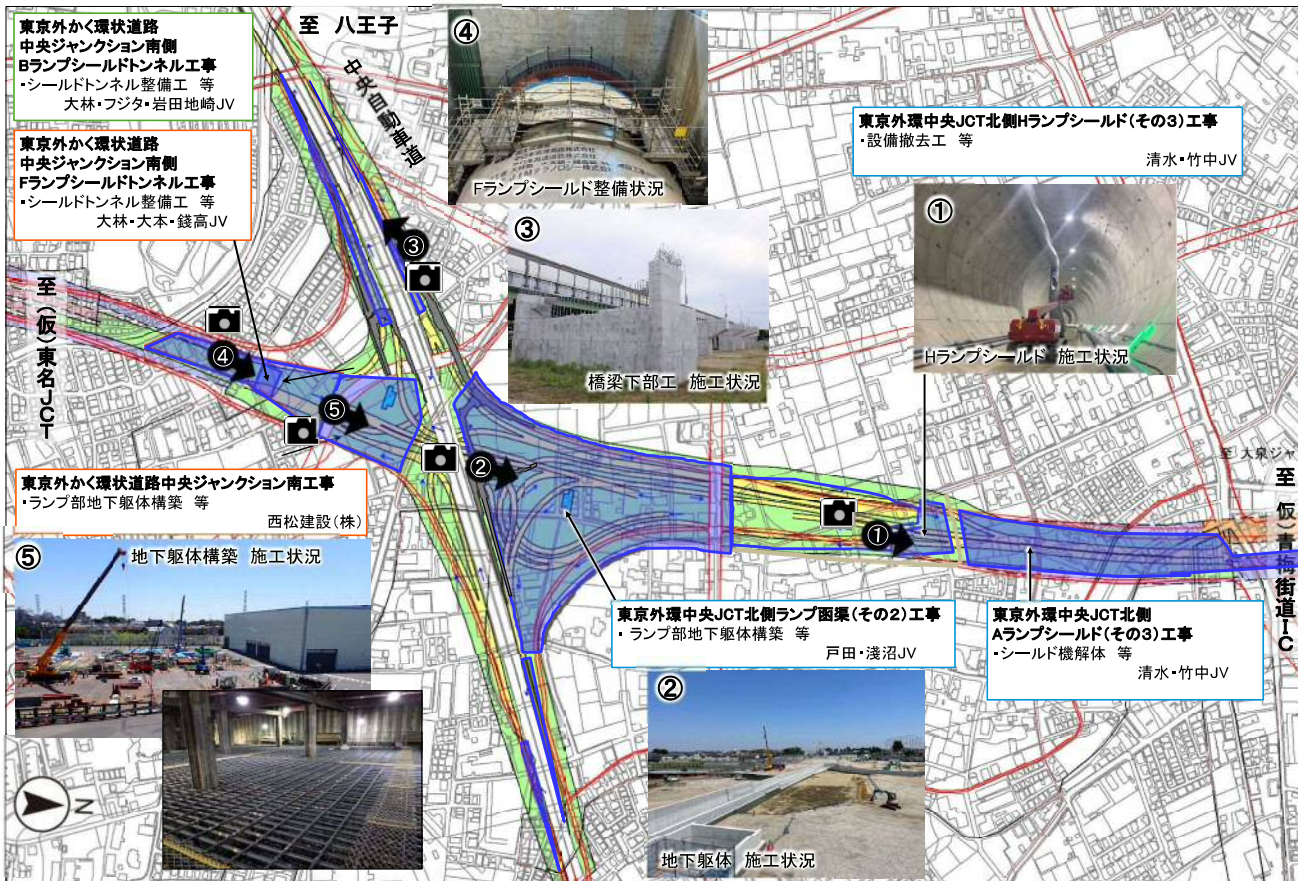 東京外かく環状道路
中央ジャンクション南側
Bランプシールドトンネル工事
・シールドトンネル整備工 等
大林・フジタ・岩田地崎JV
東京外かく環状道路
中央ジャンクション南側
Fランプシールドトンネル工事
・シールドトンネル整備工 等
大林・大本・錢高JV
至 八王子
中央自動車道
④
Fランプシールド整備状況
東京外環中央JCT北側Hランプシールド(その3)工事
・設備撤去工 等
清水・竹中JV
①
Hランプシールド 施工状況
③
橋梁下部工 施工状況
③
至(仮)東名JCT
④
⑤
②
①
至 大泉ジャ
至(仮)青梅街道IC
東京外かく環状道路中央ジャンクション南工事
・ランプ部地下躯体構築 等
西松建設(株)
⑤
地下躯体構築 施工状況
東京外環中央JCT北側ランプ函渠(その2)工事
・ランプ部地下躯体構築 等
戸田・淺沼JV
東京外環中央JCT北側
Aランプシールド(その3)工事
・シールド機解体 等
清水・竹中JV
②
地下躯体 施工状況
N